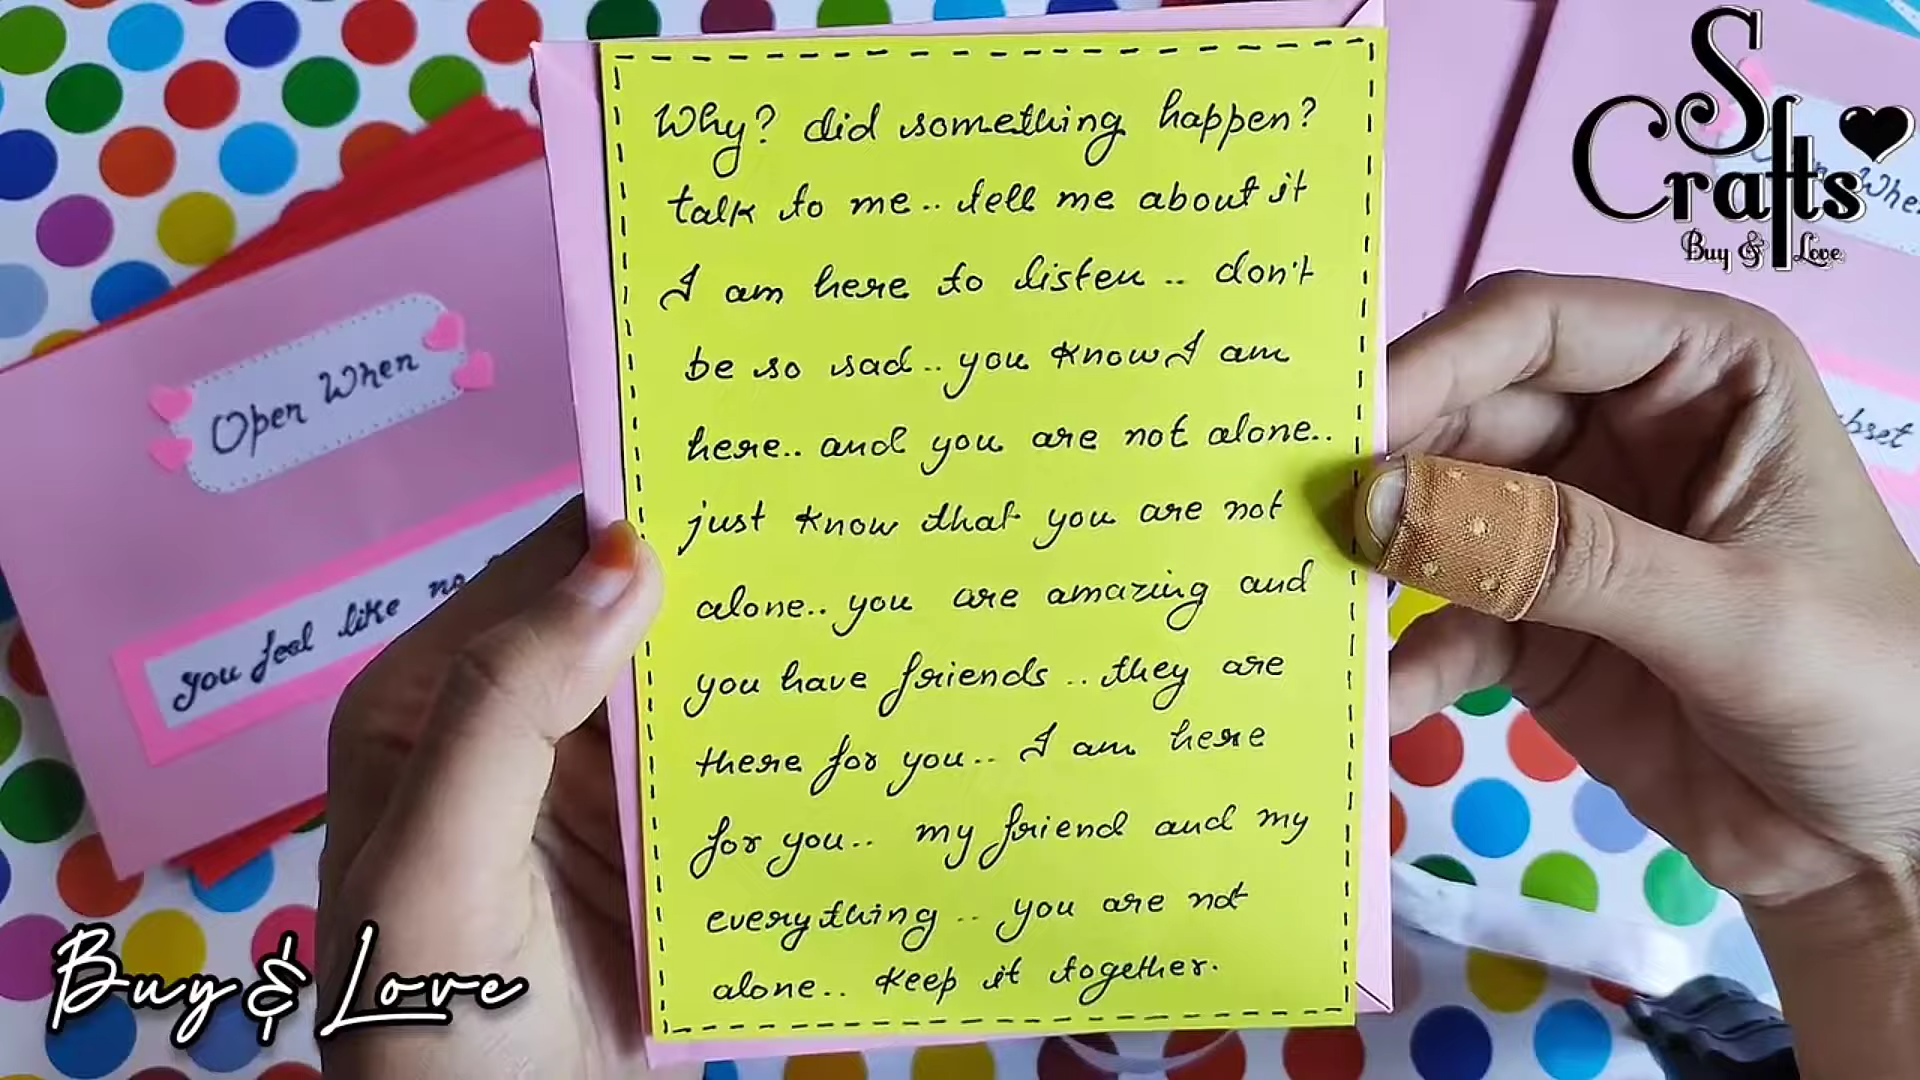 Why? did something happen?
talk to me.. tell me about it
I am here to listen.. don't
be so sad.. you know I am
here.. and you are not alone..
just know that you are not
alone.. you are amazing and
you have friends.. they are
there for you.. I am here
for you.. my friend and my
everything.. you are not
alone.. keep it together.
Open When
you feel like no
S Crafts
Buy & Love
Buy & Love